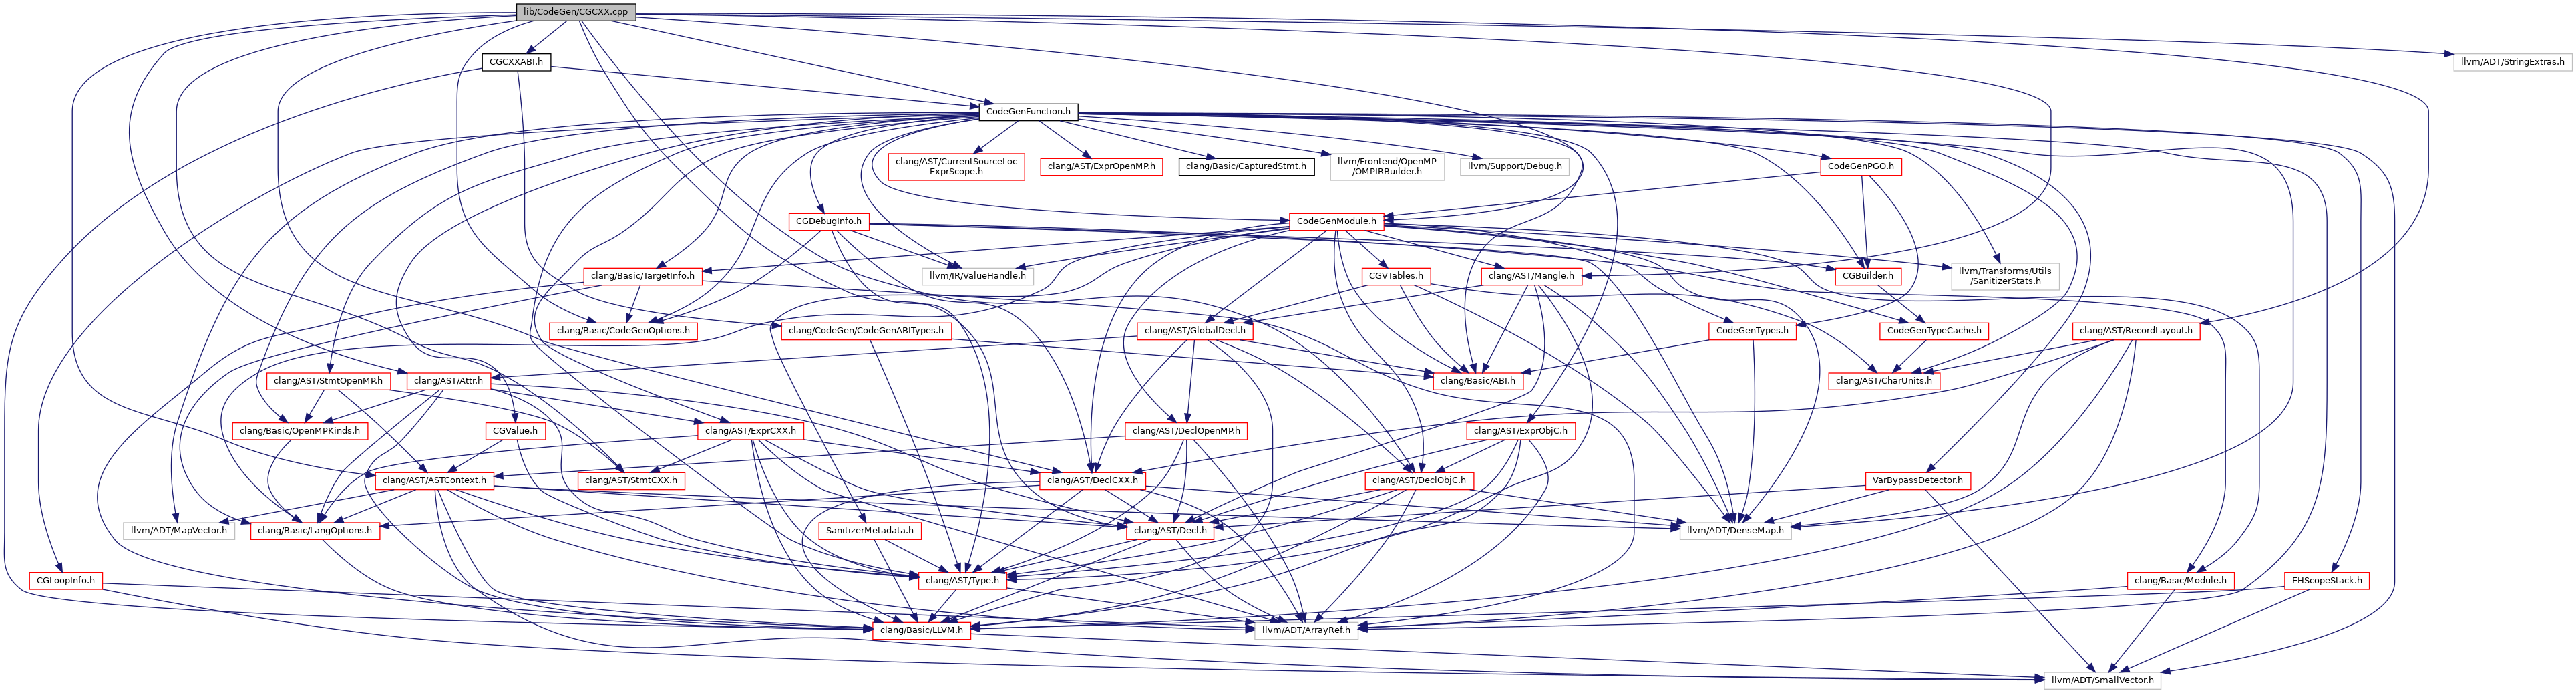 lib/CodeGen/CGCXX.cpp
CGCXXABI.h
llvm/ADT/StringExtras.h
CodeGenFunction.h
clang/AST/CurrentSourceLoc
ExprScope.h
clang/AST/ExprOpenMP.h
clang/Basic/CapturedStmt.h
llvm/Frontend/OpenMP
/OMPIRBuilder.h
llvm/Support/Debug.h
CodeGenPGO.h
CGDebugInfo.h
CodeGenModule.h
clang/Basic/TargetInfo.h
llvm/IR/ValueHandle.h
CGVTables.h
clang/AST/Mangle.h
CGBuilder.h
llvm/Transforms/Utils
/SanitizerStats.h
clang/Basic/CodeGenOptions.h
clang/CodeGen/CodeGenABITypes.h
clang/AST/GlobalDecl.h
CodeGenTypes.h
CodeGenTypeCache.h
clang/AST/RecordLayout.h
clang/AST/StmtOpenMP.h
clang/AST/Attr.h
clang/Basic/ABI.h
clang/AST/CharUnits.h
clang/Basic/OpenMPKinds.h
CGValue.h
clang/AST/ExprCXX.h
clang/AST/DeclOpenMP.h
clang/AST/ExprObjC.h
clang/AST/ASTContext.h
clang/AST/StmtCXX.h
clang/AST/DeclCXX.h
clang/AST/DeclObjC.h
VarBypassDetector.h
llvm/ADT/MapVector.h
clang/Basic/LangOptions.h
SanitizerMetadata.h
clang/AST/Decl.h
llvm/ADT/DenseMap.h
CGLoopInfo.h
clang/AST/Type.h
clang/Basic/Module.h
EHScopeStack.h
clang/Basic/LLVM.h
llvm/ADT/ArrayRef.h
llvm/ADT/SmallVector.h